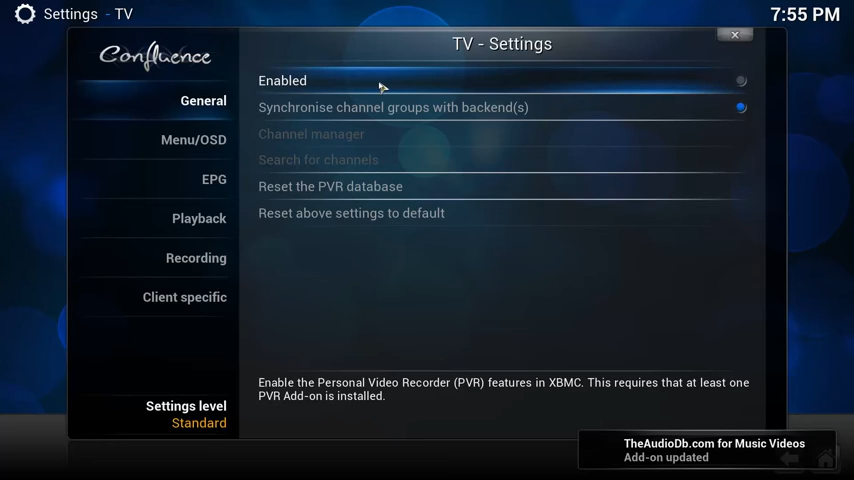 Settings - TV
7:55 PM
Confluence
TV - Settings
General
Menu/OSD
EPG
Playback
Recording
Client specific
Settings level
Standard
Enabled
Synchronise channel groups with backend(s)
Channel manager
Search for channels
Reset the PVR database
Reset above settings to default
Enable the Personal Video Recorder (PVR) features in XBMC. This requires that at least one
PVR Add-on is installed.
TheAudioDb.com for Music Videos
Add-on updated